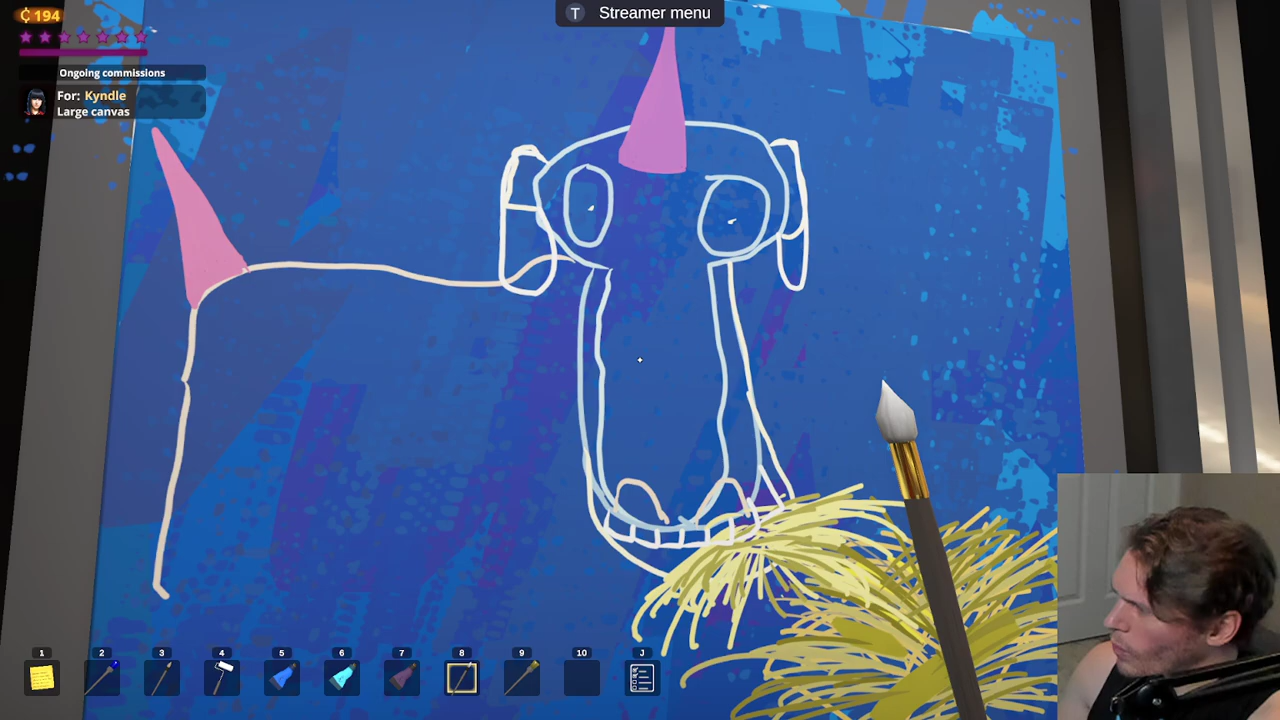 T Streamer menu
₵ 194
Ongoing commissions
For: Kyndle
Large canvas
1 2 3 4 5 6 7 8 9 10 J